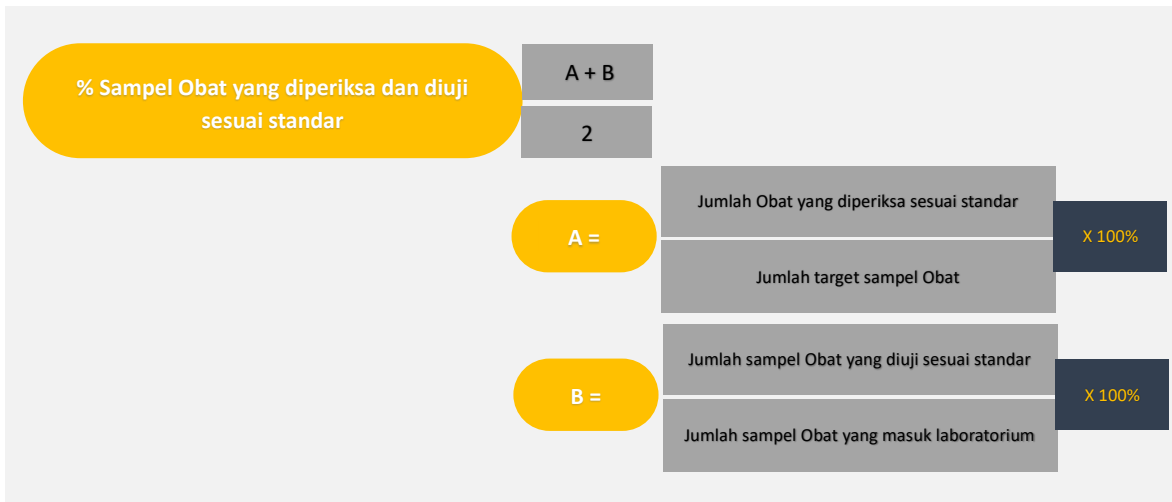 % Sampel Obat yang diperiksa dan diuji
sesuai standar
A + B
2
A =
Jumlah Obat yang diperiksa sesuai standar
Jumlah target sampel Obat
X 100%
B =
Jumlah sampel Obat yang diuji sesuai standar
Jumlah sampel Obat yang masuk laboratorium
X 100%